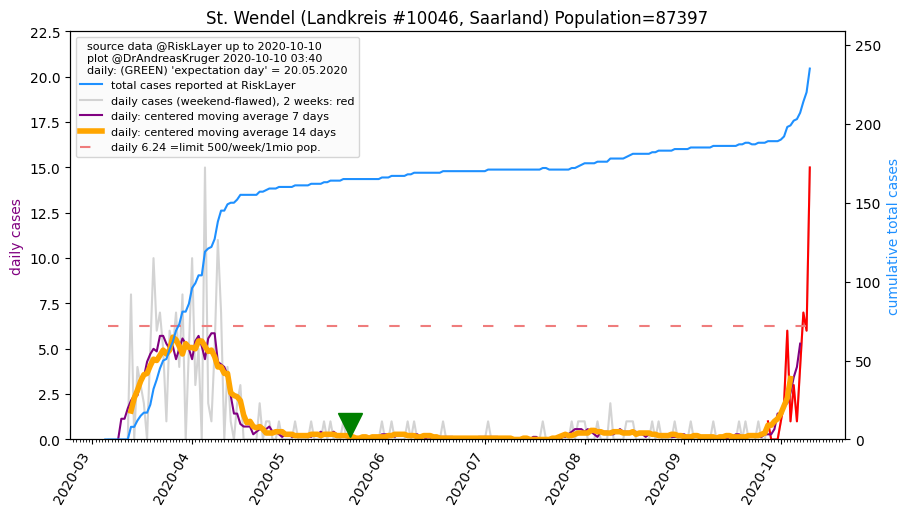 St. Wendel (Landkreis #10046, Saarland) Population=87397
source data @RiskLayer up to 2020-10-10
plot @DrAndreasKruger 2020-10-10 03:40
daily: (GREEN) 'expectation day' = 20.05.2020
total cases reported at RiskLayer
daily cases (weekend-flawed), 2 weeks: red
daily: centered moving average 7 days
daily: centered moving average 14 days
daily 6.24 =limit 500/week/1mio pop.
daily cases
22.5
20.0
17.5
15.0
12.5
10.0
7.5
5.0
2.5
0.0
cumulative total cases
250
200
150
100
50
0
2020-03
2020-04
2020-05
2020-06
2020-07
2020-08
2020-09
2020-10